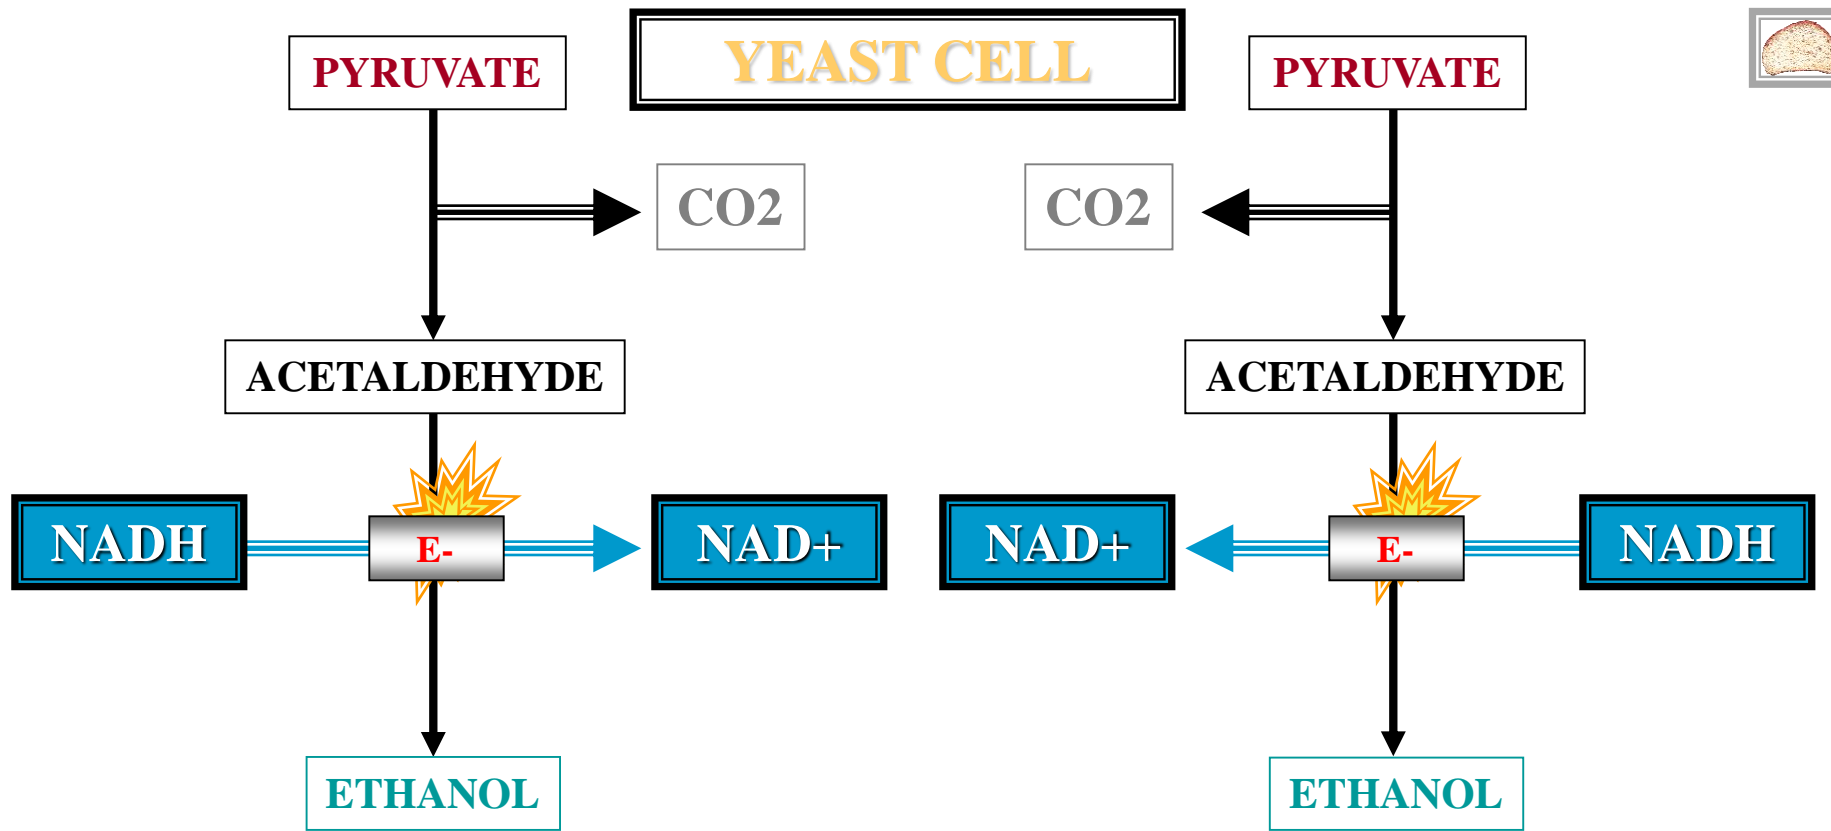 YEAST CELL
PYRUVATE
PYRUVATE
CO2
CO2
ACETALDEHYDE
ACETALDEHYDE
NADH
E-
NAD+
NAD+
E-
NADH
ETHANOL
ETHANOL